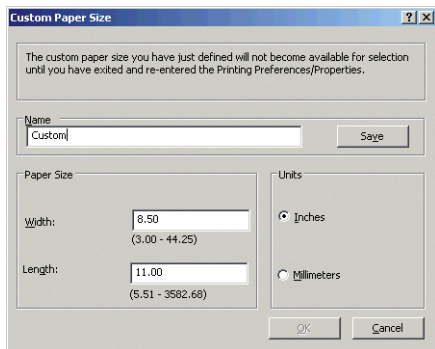 Custom Paper Size
The custom paper size you have just defined will not become available for selection
until you have exited and re-entered the Printing Preferences/Properties.
Name
Custom
Save
Paper Size
Width:
8.50
(3.00 - 44.25)
Length:
11.00
(5.51 - 3582.68)
Units
Inches
Millimeters
OK
Cancel